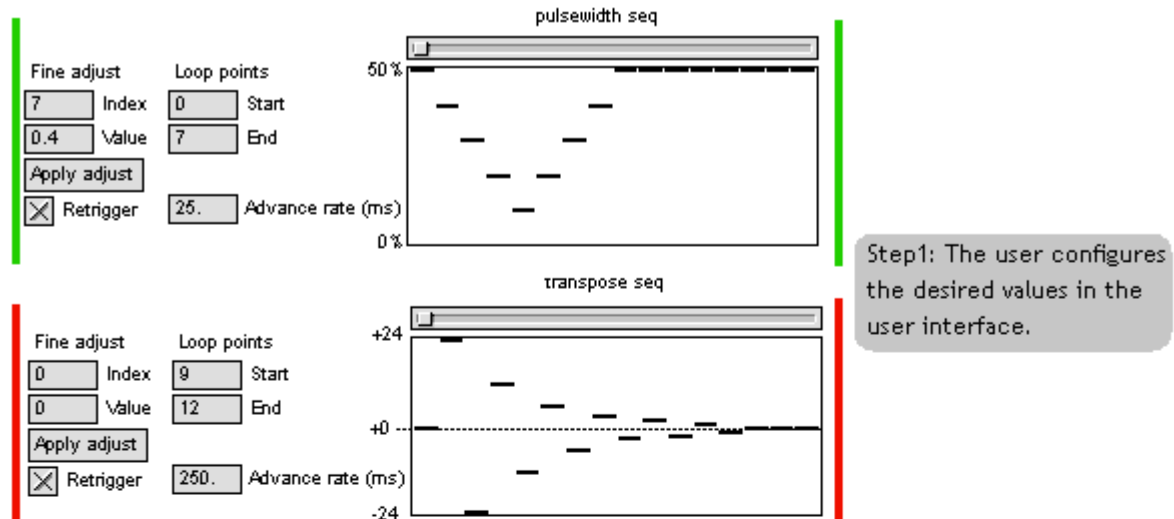 pulsewidth seq
Fine adjust Loop points
50%
7 Index 0 Start
0.4 Value 7 End
Apply adjust
Retrigger 25. Advance rate (ms)
0%
Step1: The user configures
the desired values in the
user interface.
transpose seq
+24
Fine adjust Loop points
0 Index 9 Start
0 Value 12 End
+0
Apply adjust
Retrigger 250. Advance rate (ms)
-24